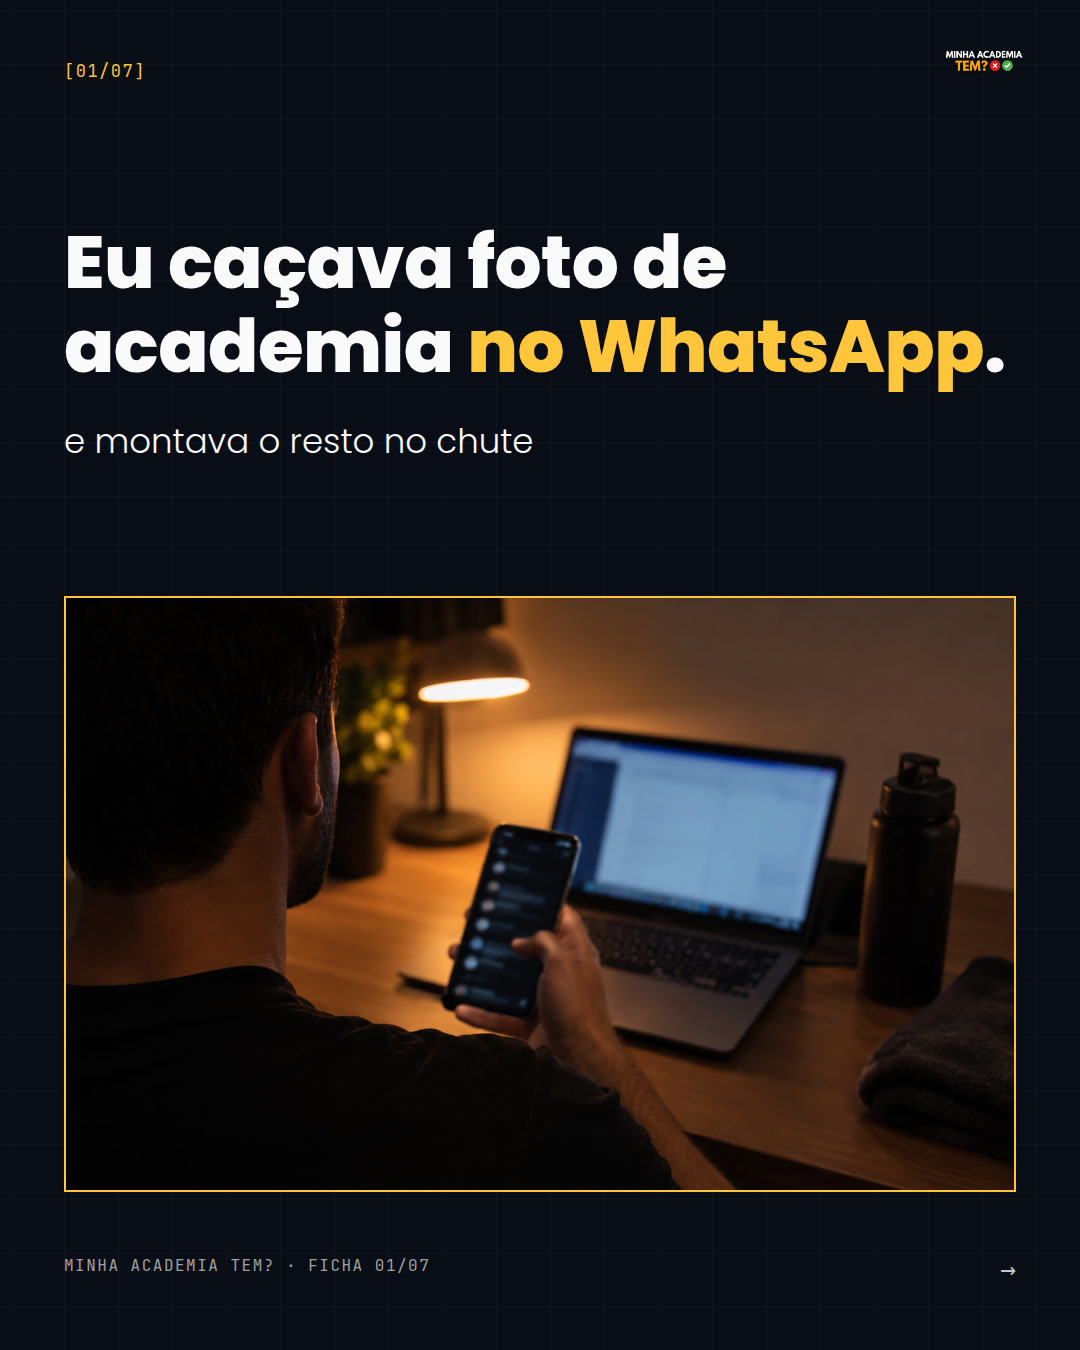 [01/07]
MINHA ACADEMIA
TEM?
Eu caçava foto de
academia no WhatsApp.
e montava o resto no chute
MINHA ACADEMIA TEM? · FICHA 01/07
→